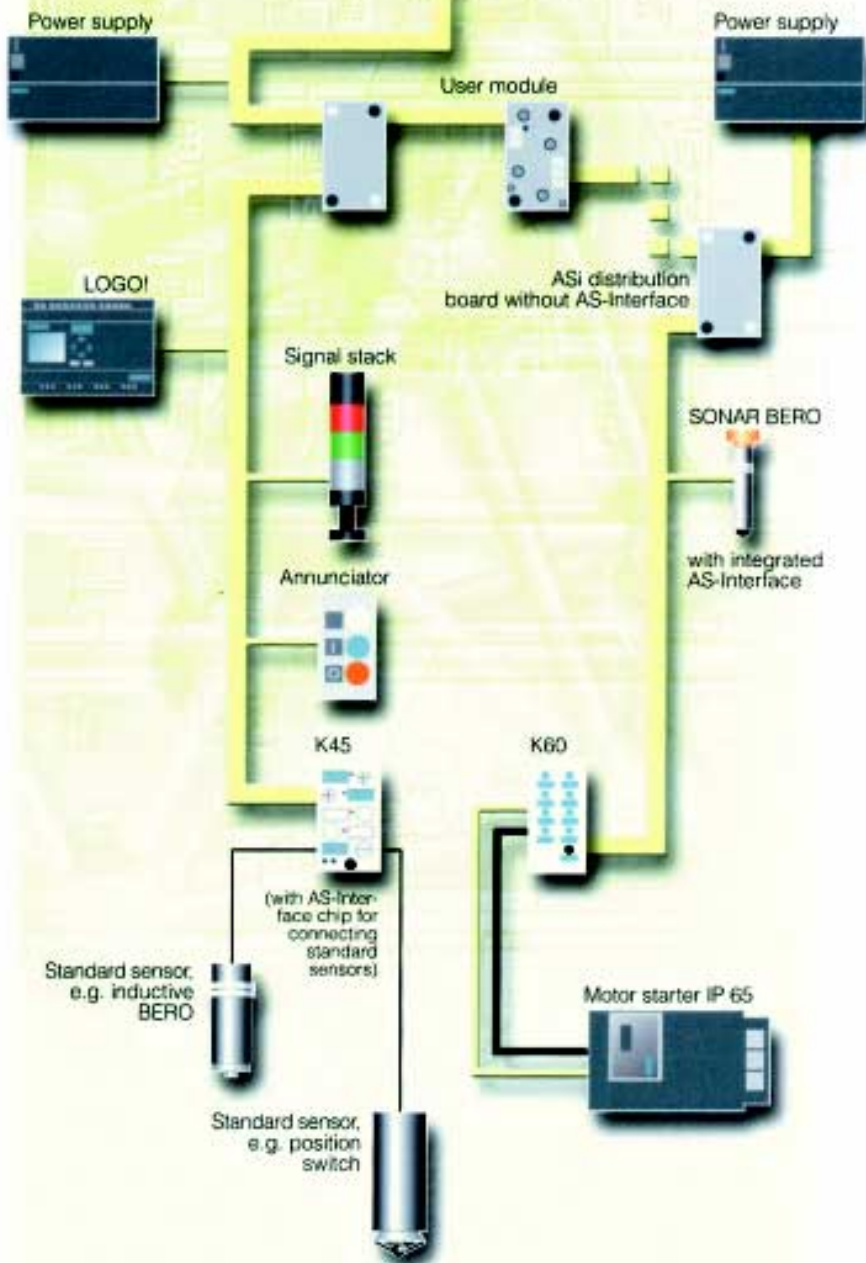 Power supply
Power supply
User module
ASi distribution
board without AS-Interface
LOGO!
Signal stack
SONAR BERO
with integrated
AS-Interface
Annunciator
K45
K60
(with AS-Inter-
face chip for
connecting
standard
sensors)
Standard sensor,
e.g. inductive
BERO
Motor starter IP 65
Standard sensor,
e.g. position
switch